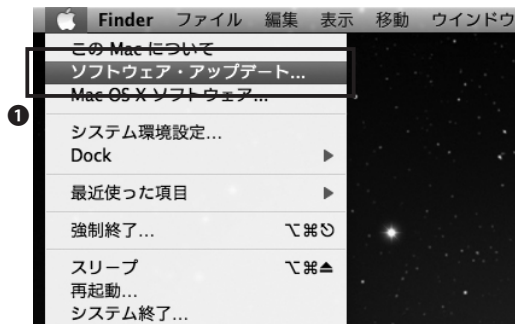 Finder ファイル 編集 表示 移動 ウインドウ
この Mac について
ソフトウェア・アップデート...
Mac OS X ソフトウェア...
❶
システム環境設定...
Dock ▶
最近使った項目 ▶
強制終了... ⌥⌘⎋
スリープ ⌥⌘⏏
再起動...
システム終了...